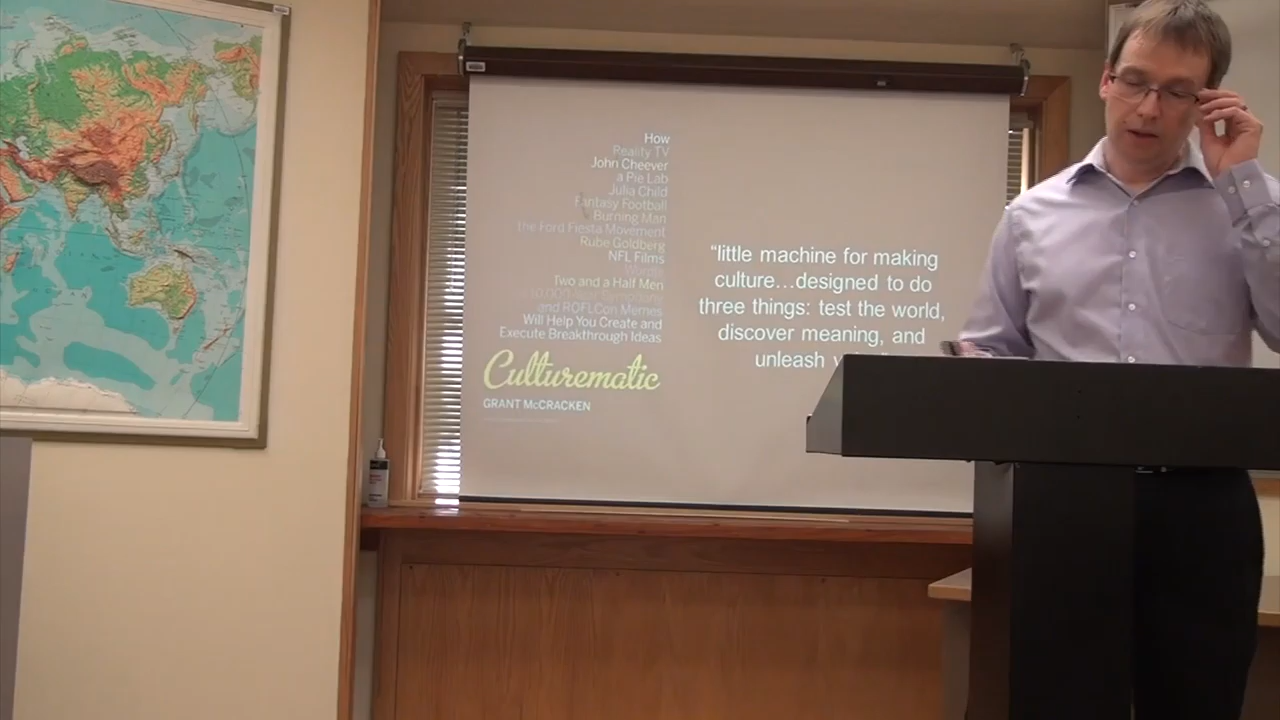 How
Reality TV
John Cheever
a Pie Lab
Julia Child
Fantasy Football
Burning Man
the Ford Fiesta Movement
Rube Goldberg
NFL Films
Wordle
Two and a Half Men
and ROFLCon Memes
Will Help You Create and
Execute Breakthrough Ideas
Culturematic
GRANT McCRACKEN
“little machine for making
culture...designed to do
three things: test the world,
discover meaning, and
unleash